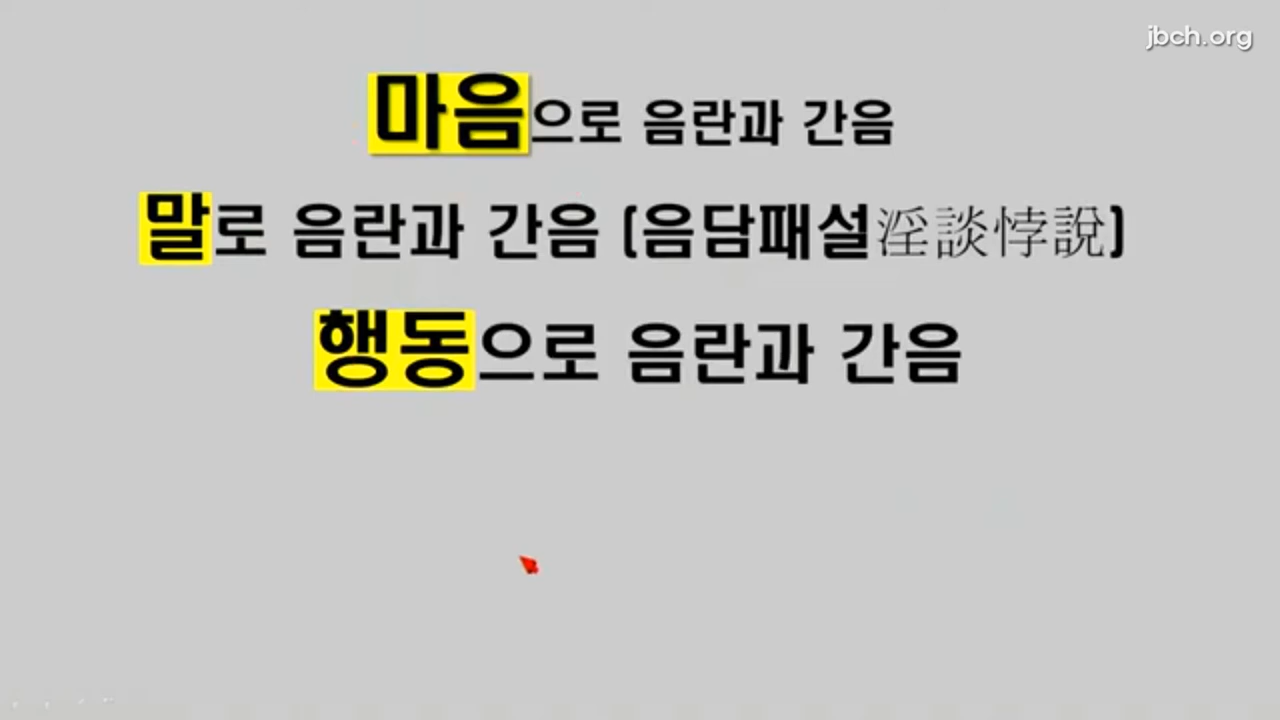 jbch.org
마음으로 음란과 간음
말로 음란과 간음 (음담패설淫談悖說)
행동으로 음란과 간음